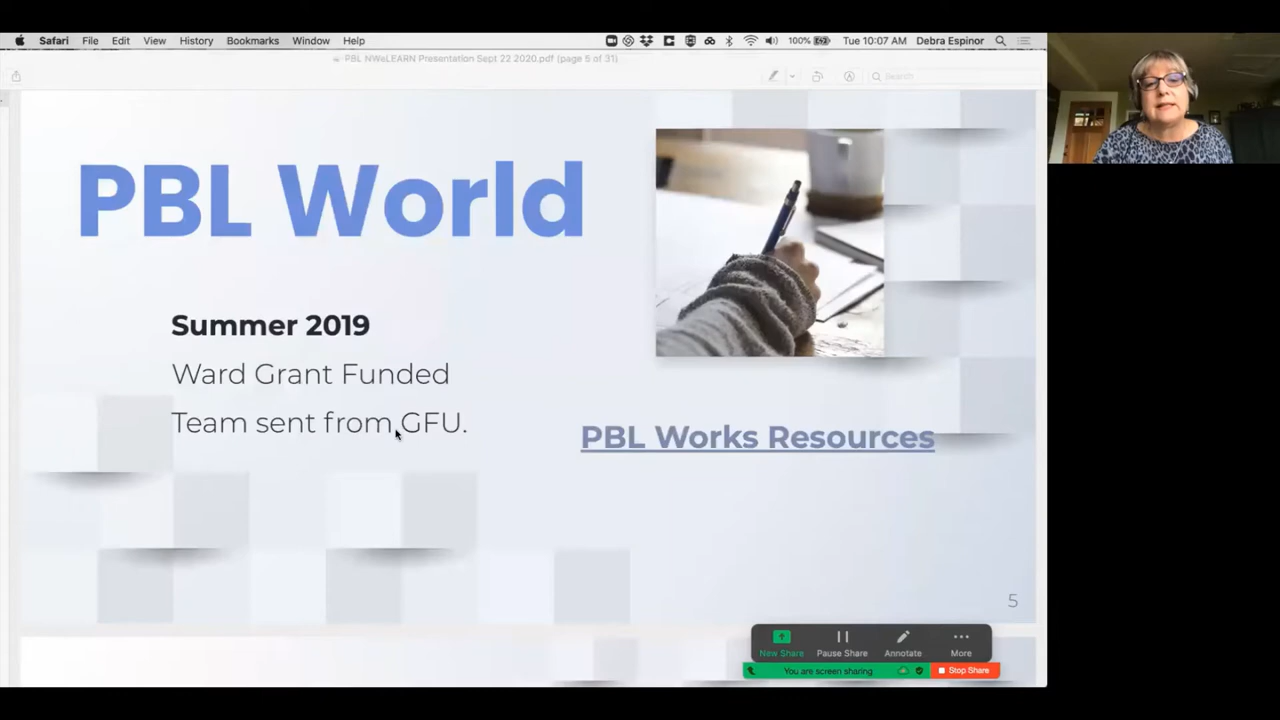 Safari File Edit View History Bookmarks Window Help 100% Tue 10:07 AM Debra Espinor
PBL NWeLEARN Presentation Sept 22 2020.pdf (page 5 of 31)
Search
PBL World
Summer 2019
Ward Grant Funded
Team sent from GFU.
PBL Works Resources
5
New Share Pause Share Annotate More
You are screen sharing Stop Share